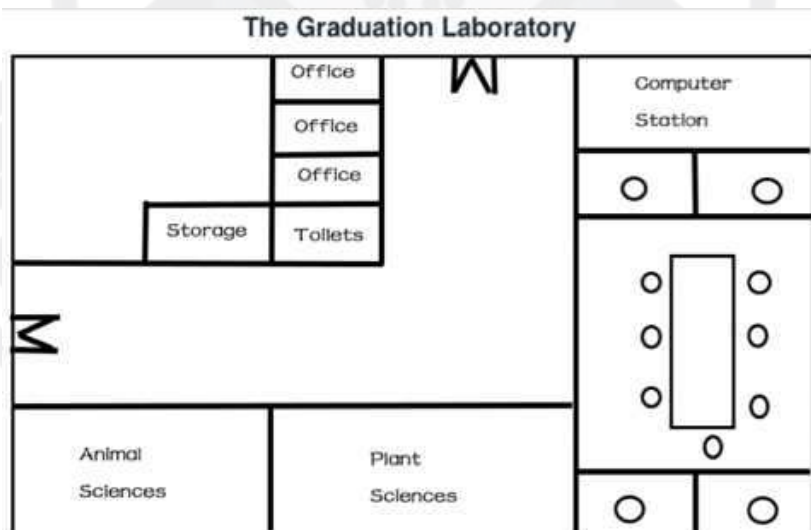 The Graduation Laboratory
Office
Computer
Station
Office
Office
Storage
Toilets
Animal
Sciences
Plant
Sciences